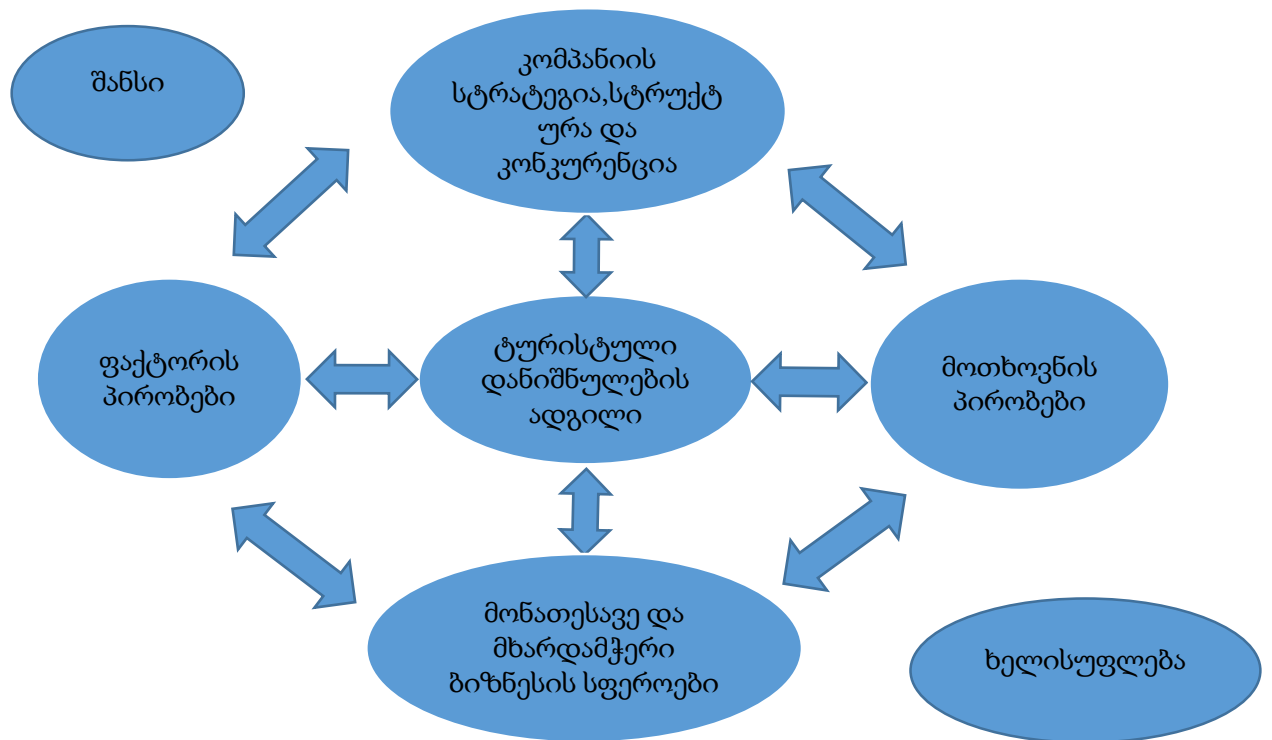 შანსი
კომპანიის
სტრატეგია,სტრუქტ
ურა და
კონკურენცია
ფაქტორის
პირობები
ტურისტული
დანიშნულების
ადგილი
მოთხოვნის
პირობები
მონათესავე და
მხარდამჭერი
ბიზნესის სფეროები
ხელისუფლება